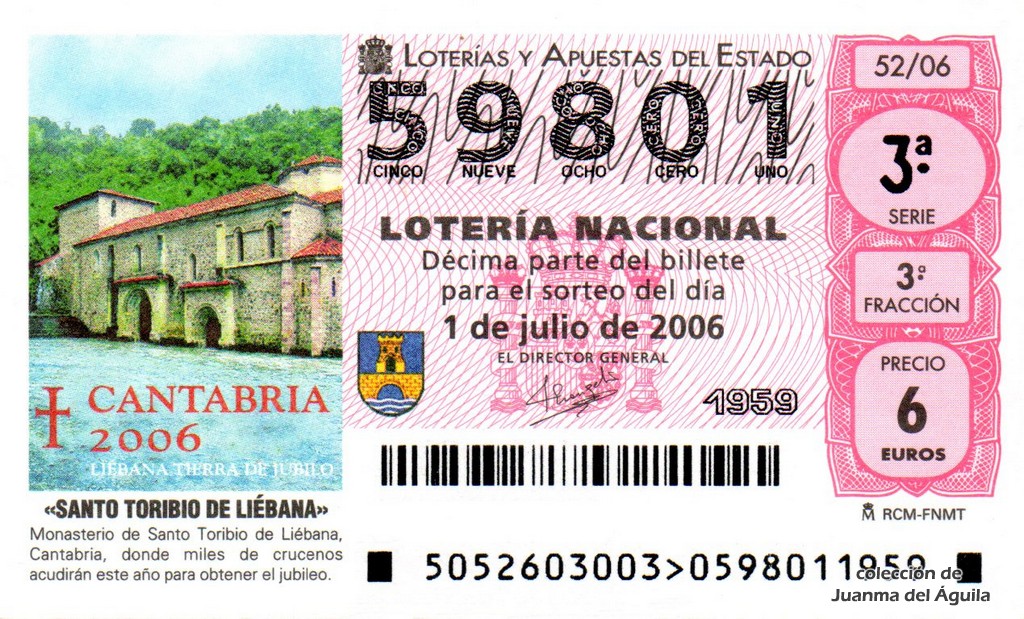 CANTABRIA
2006
LIÉBANA TIERRA DE JUBILO
«SANTO TORIBIO DE LIÉBANA»
Monasterio de Santo Toribio de Liébana,
Cantabria, donde miles de crucenos
acudirán este año para obtener el jubileo.
LOTERÍAS Y APUESTAS DEL ESTADO
59801
CINCO NUEVE OCHO CERO UNO
LOTERÍA NACIONAL
Décima parte del billete
para el sorteo del día
1 de julio de 2006
EL DIRECTOR GENERAL
1959
52/06
3ª
SERIE
3ª
FRACCIÓN
PRECIO
6
EUROS
RCM-FNMT
5052603003>0598011959
colección de
Juanma del Águila